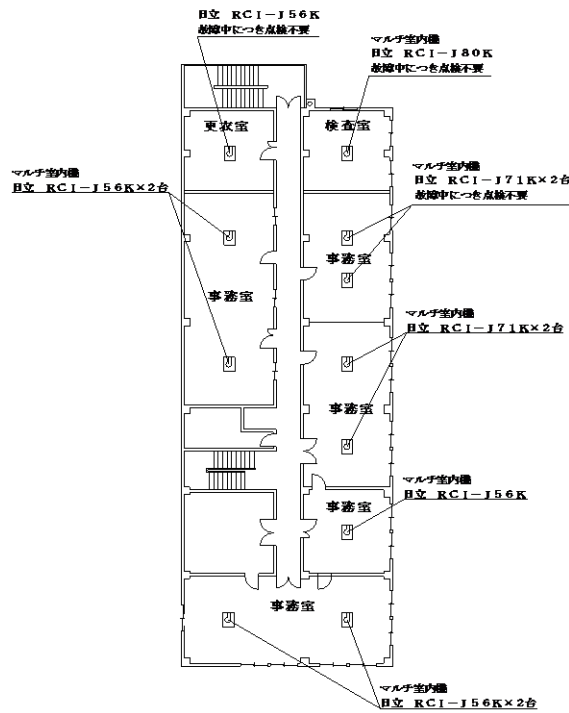 日立 RCI-J56K
故障中につき点検不要
マルチ室内機
日立 RCI-J80K
故障中につき点検不要
更衣室
検査室
マルチ室内機
日立 RCI-J56K×2台
マルチ室内機
日立 RCI-J71K×2台
故障中につき点検不要
事務室
事務室
マルチ室内機
日立 RCI-J71K×2台
事務室
マルチ室内機
日立 RCI-J56K
事務室
事務室
マルチ室内機
日立 RCI-J56K×2台